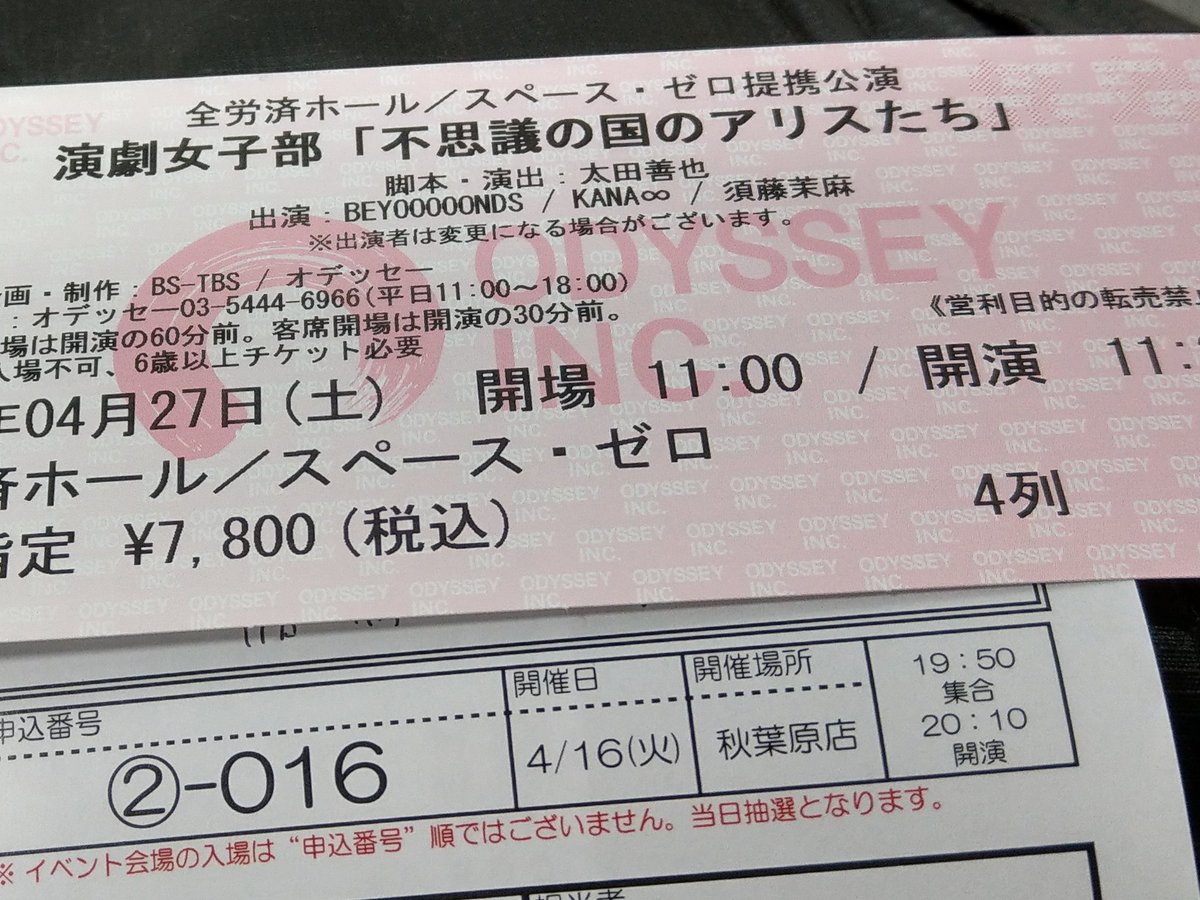 全労済ホール／スペース・ゼロ提携公演
演劇女子部「不思議の国のアリスたち」
脚本・演出：太田善也
出演：BEYOOOOONDS / KANA∞ / 須藤茉麻
※出演者は変更になる場合がございます。
画・制作：BS-TBS / オデッセー
：オデッセー03-5444-6966(平日11:00～18:00)
場は開演の60分前。客席開場は開演の30分前。
入場不可、6歳以上チケット必要
《営利目的の転売禁
年04月27日(土) 開場 11:00 / 開演 11:
済ホール／スペース・ゼロ
指定 ¥7,800(税込) 4列
ODYSSEY INC.
申込番号 開催日 開催場所
②-016 4/16(火) 秋葉原店
19:50
集合
20:10
開演
※イベント会場の入場は“申込番号”順ではございません。当日抽選となります。